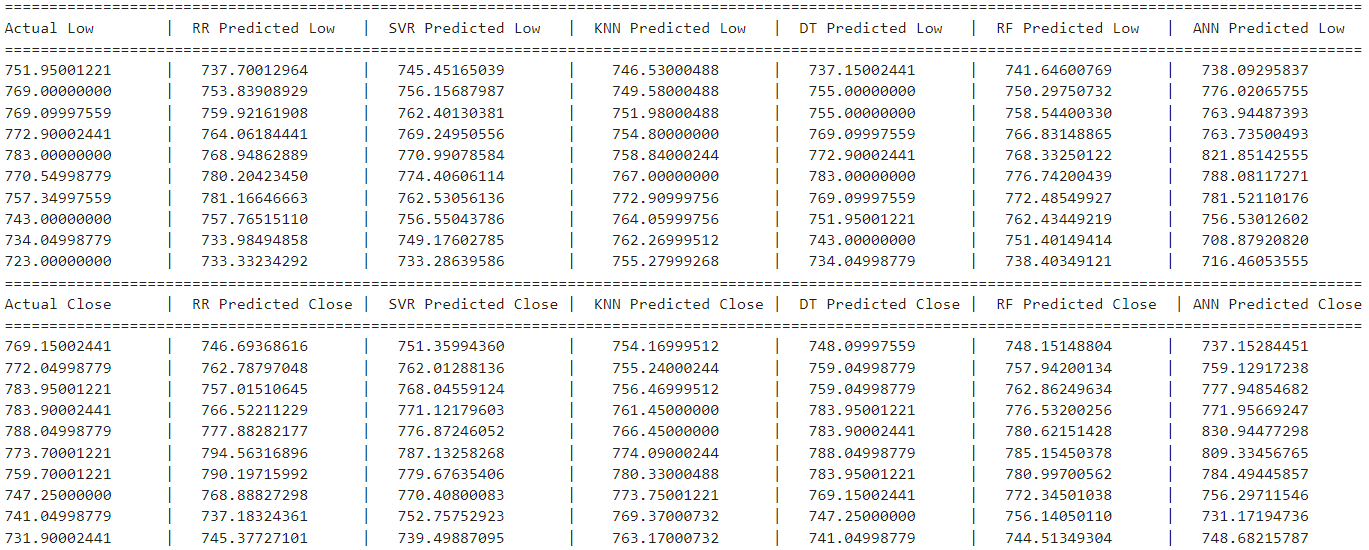 ==========================================================================================================================================================
Actual Low | RR Predicted Low | SVR Predicted Low | KNN Predicted Low | DT Predicted Low | RF Predicted Low | ANN Predicted Low
==========================================================================================================================================================
751.95001221 | 737.70012964 | 745.45165039 | 746.53000488 | 737.15002441 | 741.64600769 | 738.09295837
769.00000000 | 753.83908929 | 756.15687987 | 749.58000488 | 755.00000000 | 750.29750732 | 776.02065755
769.09997559 | 759.92161908 | 762.40130381 | 751.98000488 | 755.00000000 | 758.54400330 | 763.94487393
772.90002441 | 764.06184441 | 769.24950556 | 754.80000000 | 769.09997559 | 766.83148865 | 763.73500493
783.00000000 | 768.94862889 | 770.99078584 | 758.84000244 | 772.90002441 | 768.33250122 | 821.85142555
770.54998779 | 780.20423450 | 774.40606114 | 767.00000000 | 783.00000000 | 776.74200439 | 788.08117271
757.34997559 | 781.16646663 | 762.53056136 | 772.90999756 | 769.09997559 | 772.48549927 | 781.52110176
743.00000000 | 757.76515110 | 756.55043786 | 764.05999756 | 751.95001221 | 762.43449219 | 756.53012602
734.04998779 | 733.98494858 | 749.17602785 | 762.26999512 | 743.00000000 | 751.40149414 | 708.87920820
723.00000000 | 733.33234292 | 733.28639586 | 755.27999268 | 734.04998779 | 738.40349121 | 716.46053555
==========================================================================================================================================================
Actual Close | RR Predicted Close | SVR Predicted Close | KNN Predicted Close | DT Predicted Close | RF Predicted Close | ANN Predicted Close
==========================================================================================================================================================
769.15002441 | 746.69368616 | 751.35994360 | 754.16999512 | 748.09997559 | 748.15148804 | 737.15284451
772.04998779 | 762.78797048 | 762.01288136 | 755.24000244 | 759.04998779 | 757.94200134 | 759.12917238
783.95001221 | 757.01510645 | 768.04559124 | 756.46999512 | 759.04998779 | 762.86249634 | 777.94854682
783.90002441 | 766.52211229 | 771.12179603 | 761.45000000 | 783.95001221 | 776.53200256 | 771.95669247
788.04998779 | 777.88282177 | 776.87246052 | 766.45000000 | 783.90002441 | 780.62151428 | 830.94477298
773.70001221 | 794.56316896 | 787.13258268 | 774.09000244 | 788.04998779 | 785.15450378 | 809.33456765
759.70001221 | 790.19715992 | 779.67635406 | 780.33000488 | 783.95001221 | 780.99700562 | 784.49445857
747.25000000 | 768.88827298 | 770.40800083 | 773.75001221 | 769.15002441 | 772.34501038 | 756.29711546
741.04998779 | 737.18324361 | 752.75752923 | 769.37000732 | 747.25000000 | 756.14050110 | 731.17194736
731.90002441 | 745.37727101 | 739.49887095 | 763.17000732 | 741.04998779 | 744.51349304 | 748.68215787